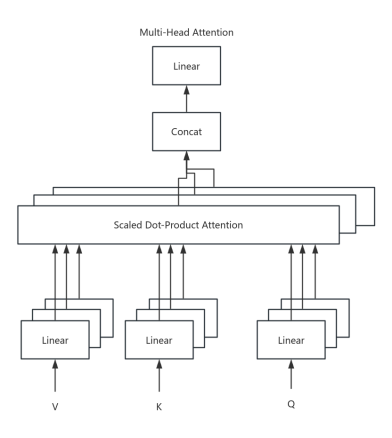 Multi-Head Attention
Linear
Concat
Scaled Dot-Product Attention
Linear
Linear
Linear
V
K
Q